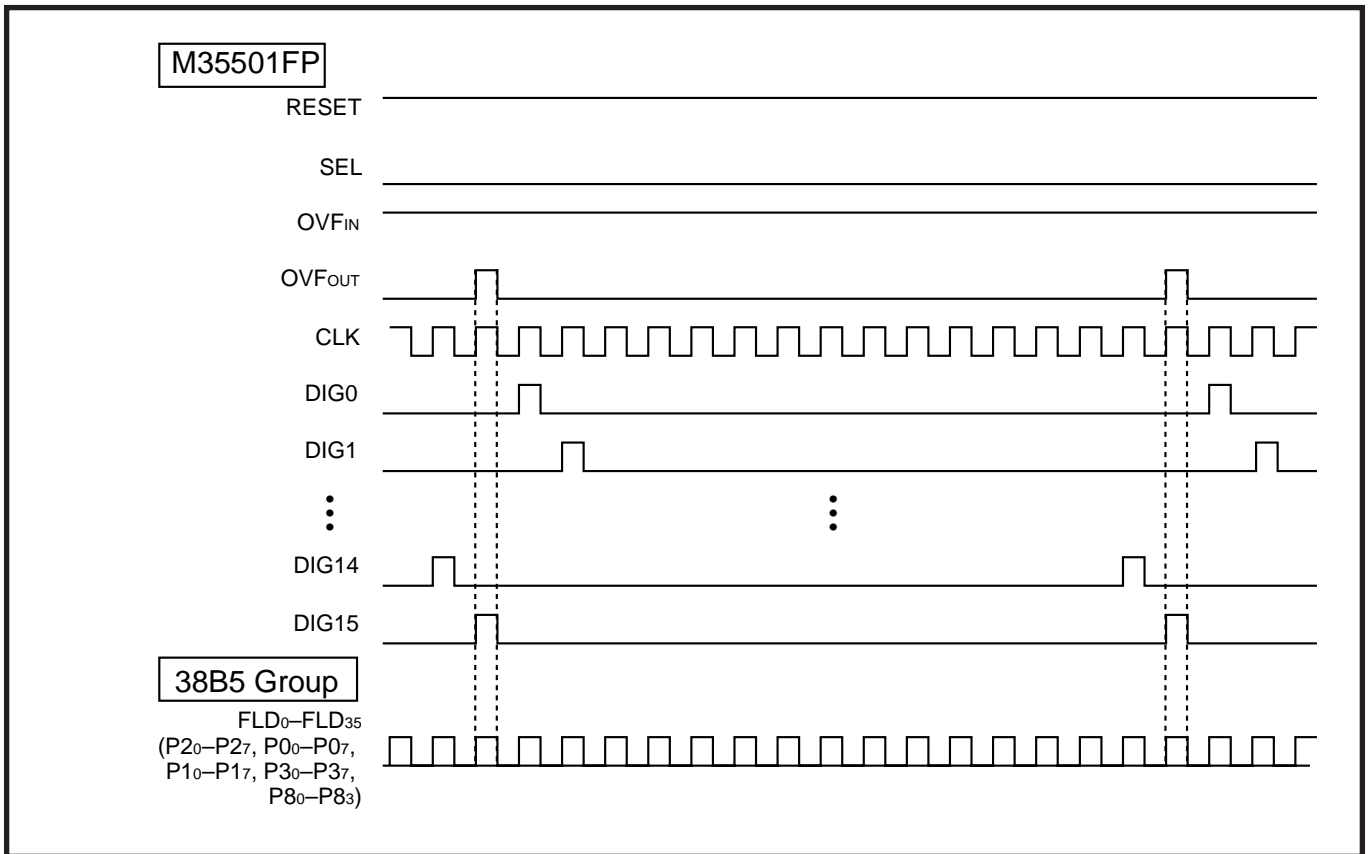 M35501FP
RESET
SEL
OVFIN
OVFOUT
CLK
DIG0
DIG1
DIG14
DIG15
38B5 Group
FLD0–FLD35
(P20–P27, P00–P07,
P10–P17, P30–P37,
P80–P83)